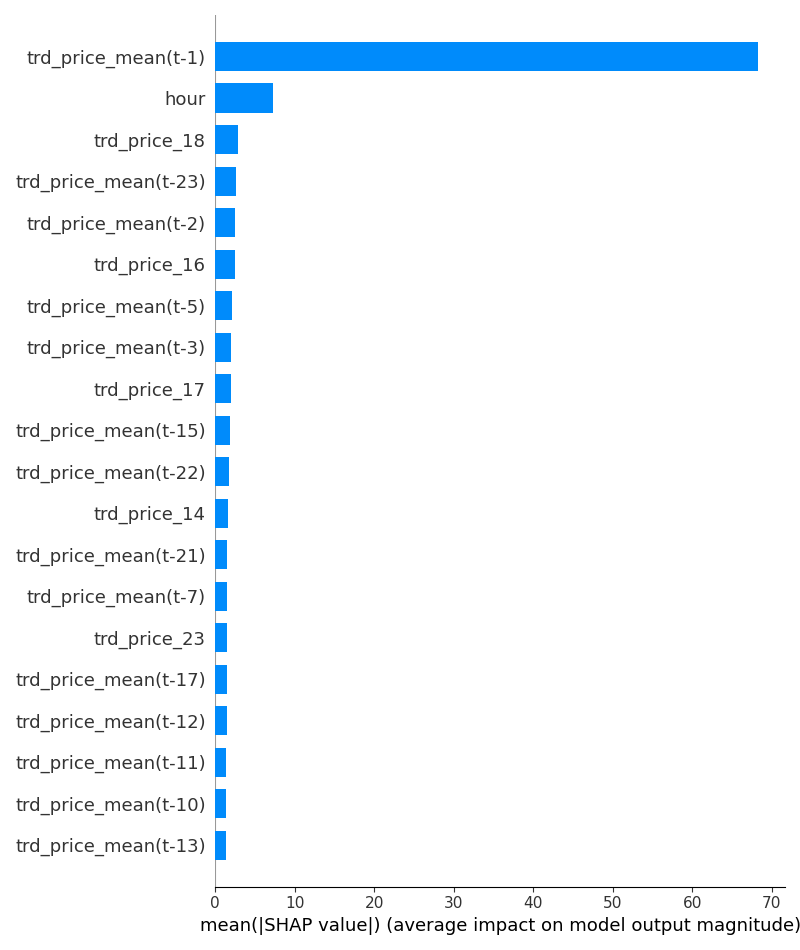 trd_price_mean(t-1)
hour
trd_price_18
trd_price_mean(t-23)
trd_price_mean(t-2)
trd_price_16
trd_price_mean(t-5)
trd_price_mean(t-3)
trd_price_17
trd_price_mean(t-15)
trd_price_mean(t-22)
trd_price_14
trd_price_mean(t-21)
trd_price_mean(t-7)
trd_price_23
trd_price_mean(t-17)
trd_price_mean(t-12)
trd_price_mean(t-11)
trd_price_mean(t-10)
trd_price_mean(t-13)
0 10 20 30 40 50 60 70
mean(|SHAP value|) (average impact on model output magnitude)